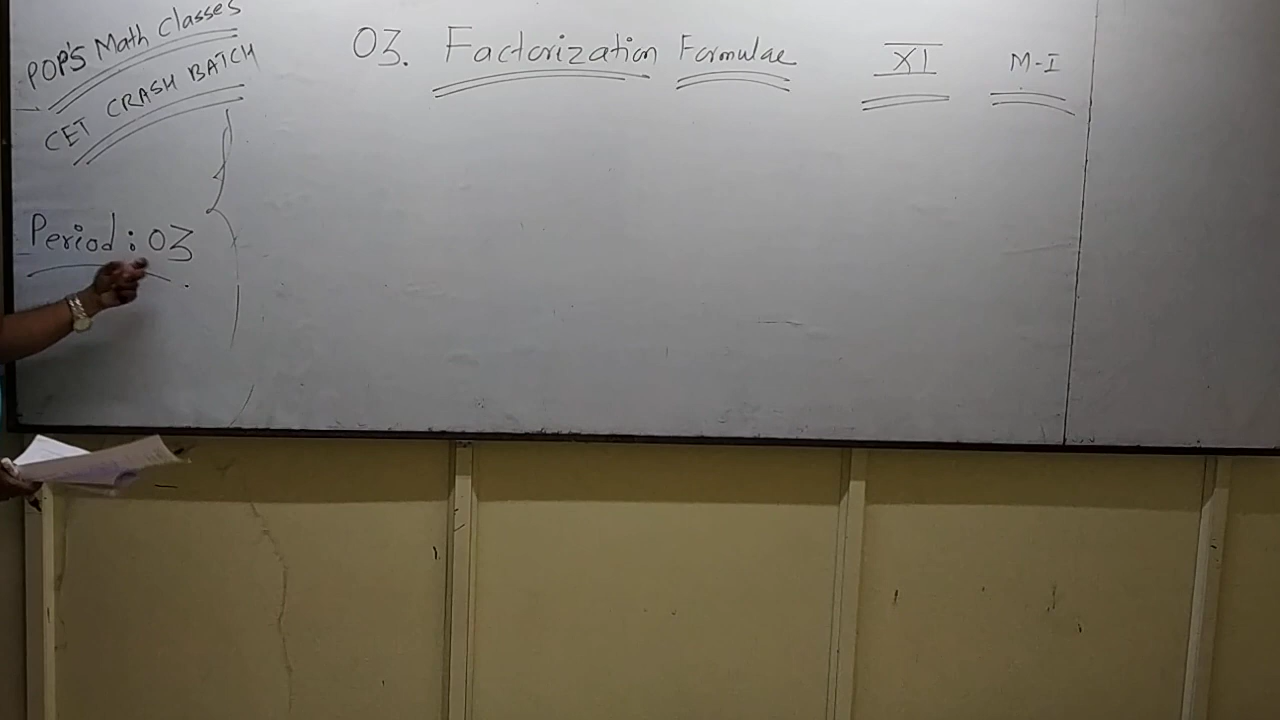 POP'S Math Classes
CET CRASH BATCH
Period : 03
03. Factorization Formulae XI M-I